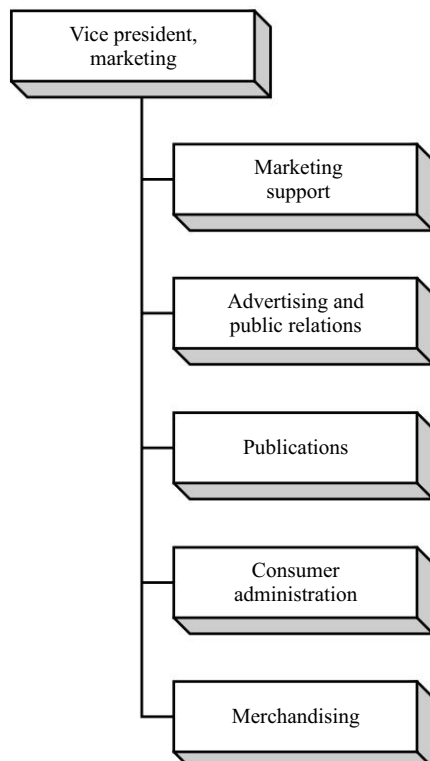 Vice president,
marketing
Marketing
support
Advertising and
public relations
Publications
Consumer
administration
Merchandising